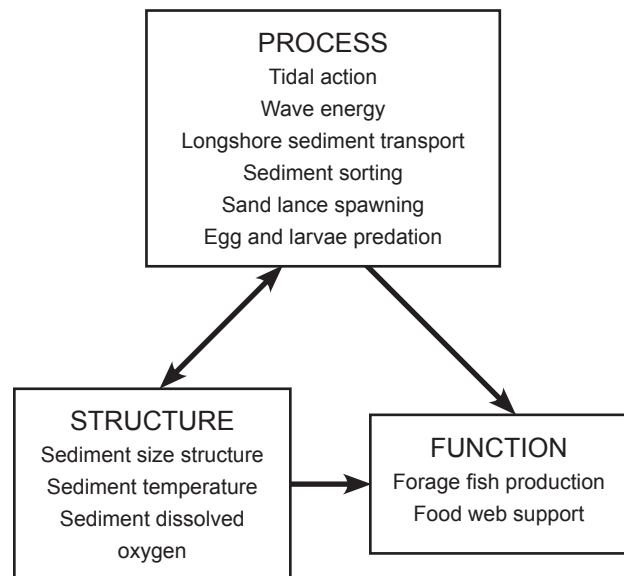 PROCESS
Tidal action
Wave energy
Longshore sediment transport
Sediment sorting
Sand lance spawning
Egg and larvae predation
STRUCTURE
Sediment size structure
Sediment temperature
Sediment dissolved
oxygen
FUNCTION
Forage fish production
Food web support